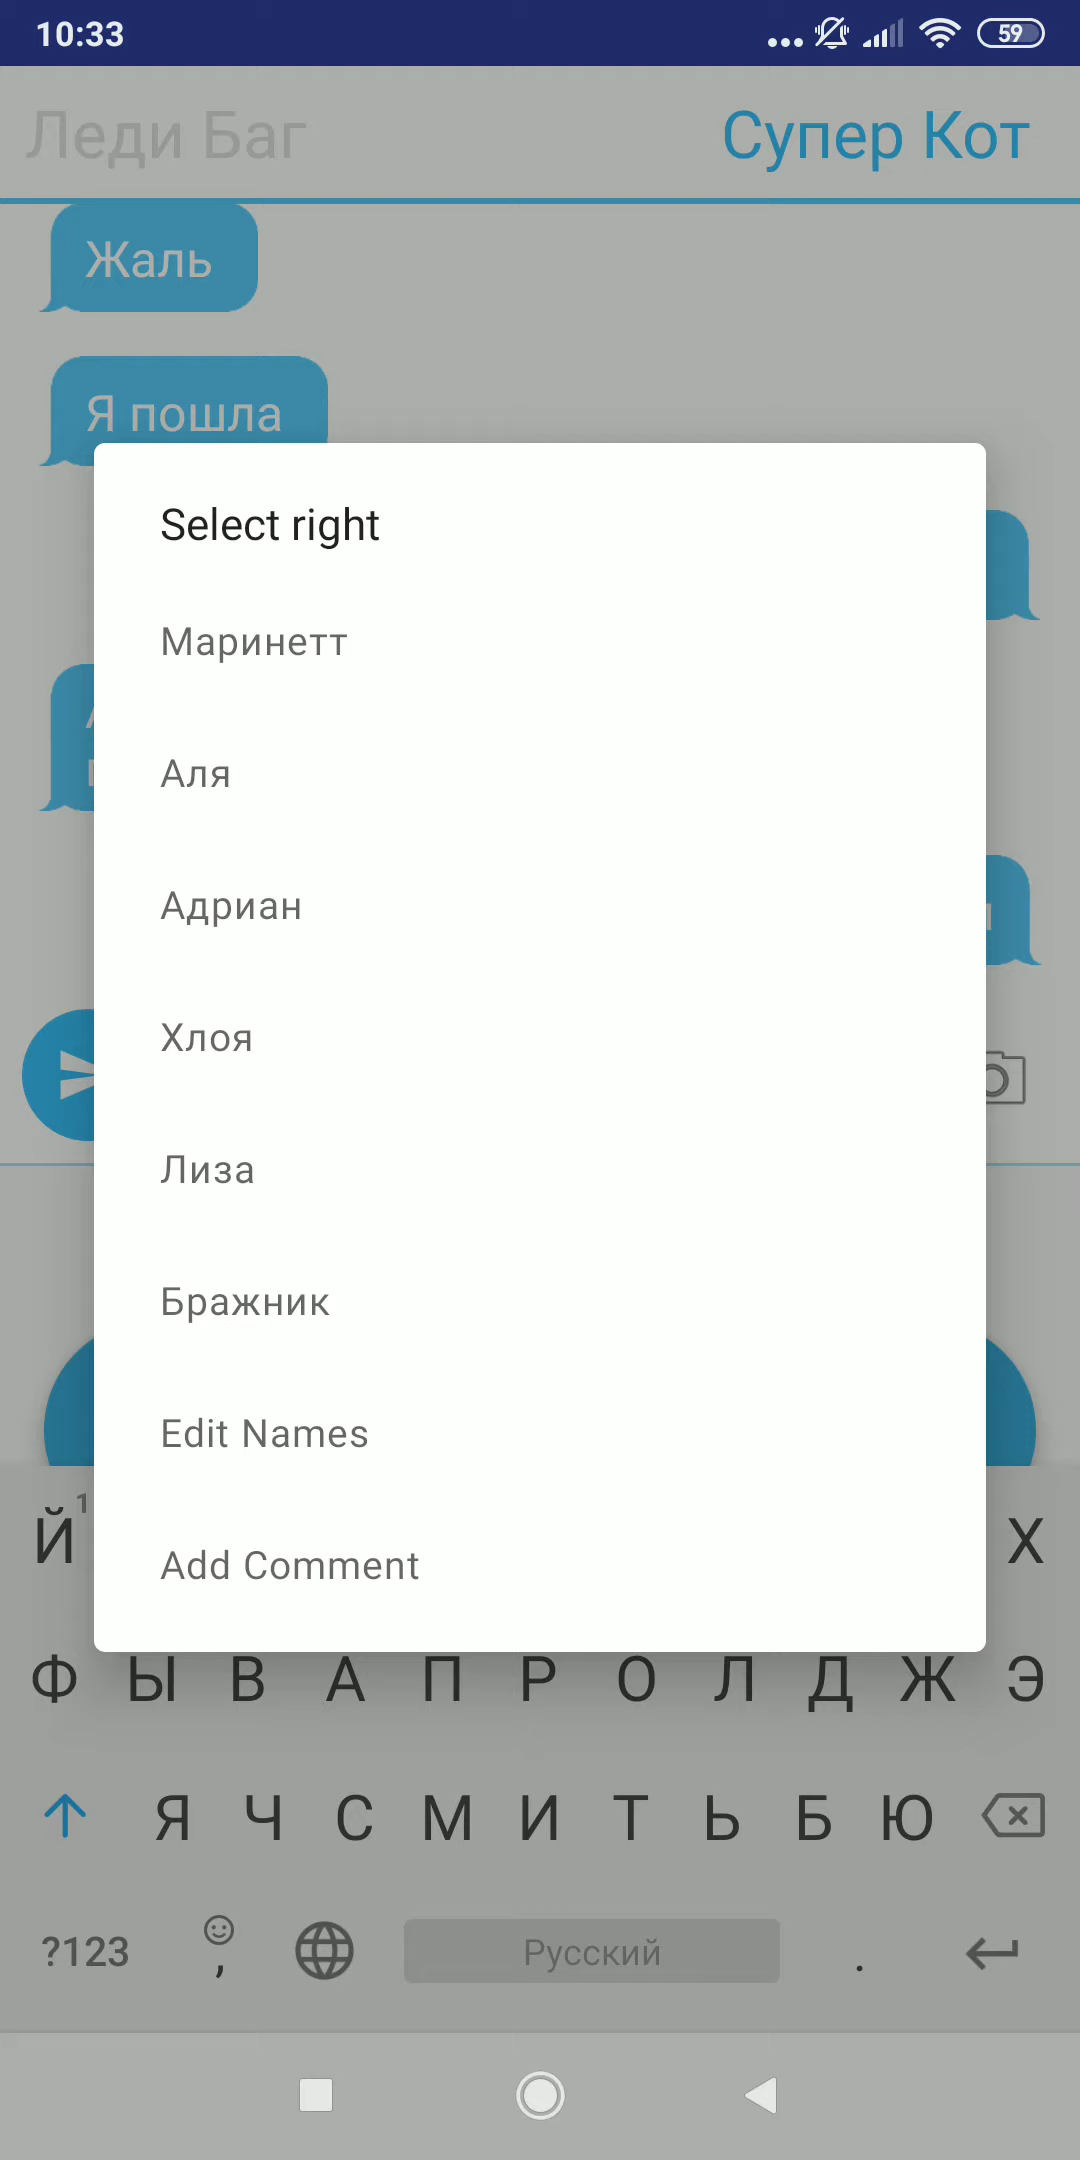 10:33
59
Леди Баг
Супер Кот
Жаль
Я пошла
Select right
Маринетт
Аля
Адриан
Хлоя
Лиза
Бражник
Edit Names
Add Comment
Й 1 Х
Ф Ы В А П Р О Л Д Ж Э
Я Ч С М И Т Ь Б Ю
?123 , Русский .